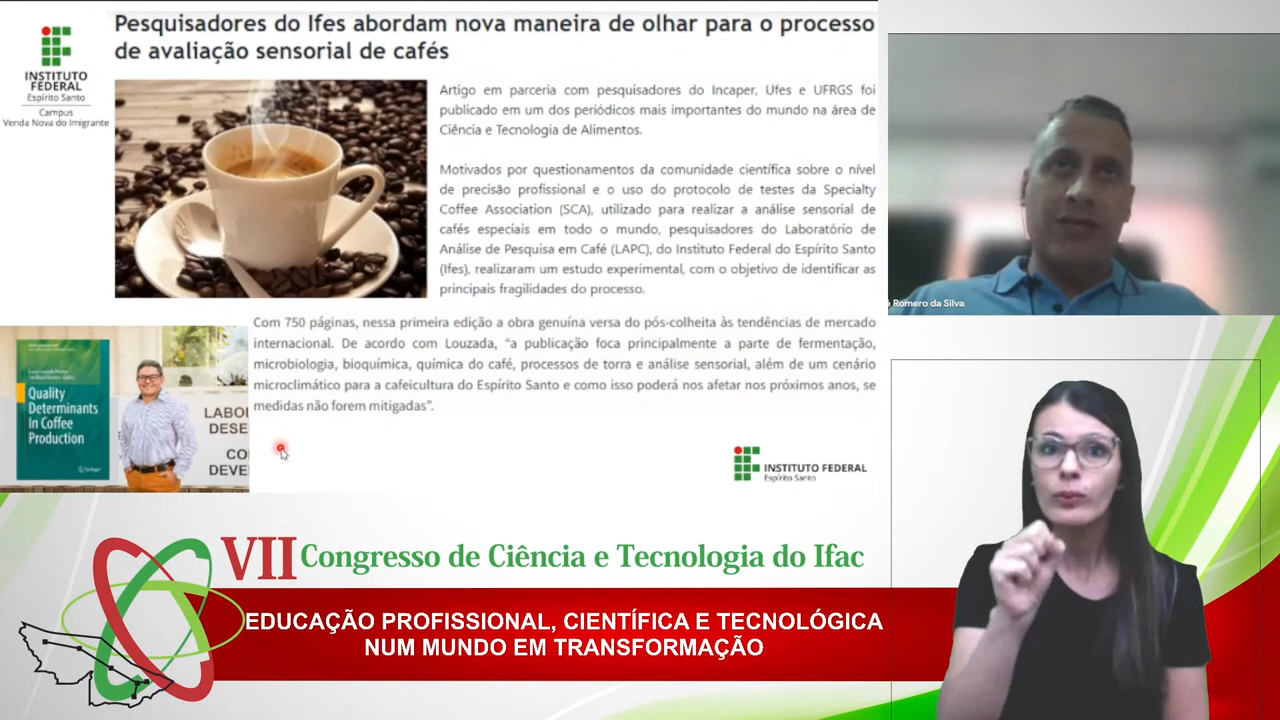 Pesquisadores do Ifes abordam nova maneira de olhar para o processo
de avaliação sensorial de cafés
INSTITUTO
FEDERAL
Espírito Santo
Campus
Venda Nova do Imigrante
Artigo em parceria com pesquisadores do Incaper, Ufes e UFRGS foi
publicado em um dos periódicos mais importantes do mundo na área de
Ciência e Tecnologia de Alimentos.
Motivados por questionamentos da comunidade científica sobre o nível
de precisão profissional e o uso do protocolo de testes da Specialty
Coffee Association (SCA), utilizado para realizar a análise sensorial de
cafés especiais em todo o mundo, pesquisadores do Laboratório de
Análise de Pesquisa em Café (LAPC), do Instituto Federal do Espírito Santo
(Ifes), realizaram um estudo experimental, com o objetivo de identificar as
principais fragilidades do processo.
Com 750 páginas, nessa primeira edição a obra genuína versa do pós-colheita às tendências de mercado
internacional. De acordo com Louzada, “a publicação foca principalmente a parte de fermentação,
microbiologia, bioquímica, química do café, processos de torra e análise sensorial, além de um cenário
microclimático para a cafeicultura do Espírito Santo e como isso poderá nos afetar nos próximos anos, se
medidas não forem mitigadas”.
Quality
Determinants
In Coffee
Production
Springer
LABO
DESE
CO
DEVE
INSTITUTO FEDERAL
Espírito Santo
Romero da Silva
VII Congresso de Ciência e Tecnologia do Ifac
EDUCAÇÃO PROFISSIONAL, CIENTÍFICA E TECNOLÓGICA
NUM MUNDO EM TRANSFORMAÇÃO